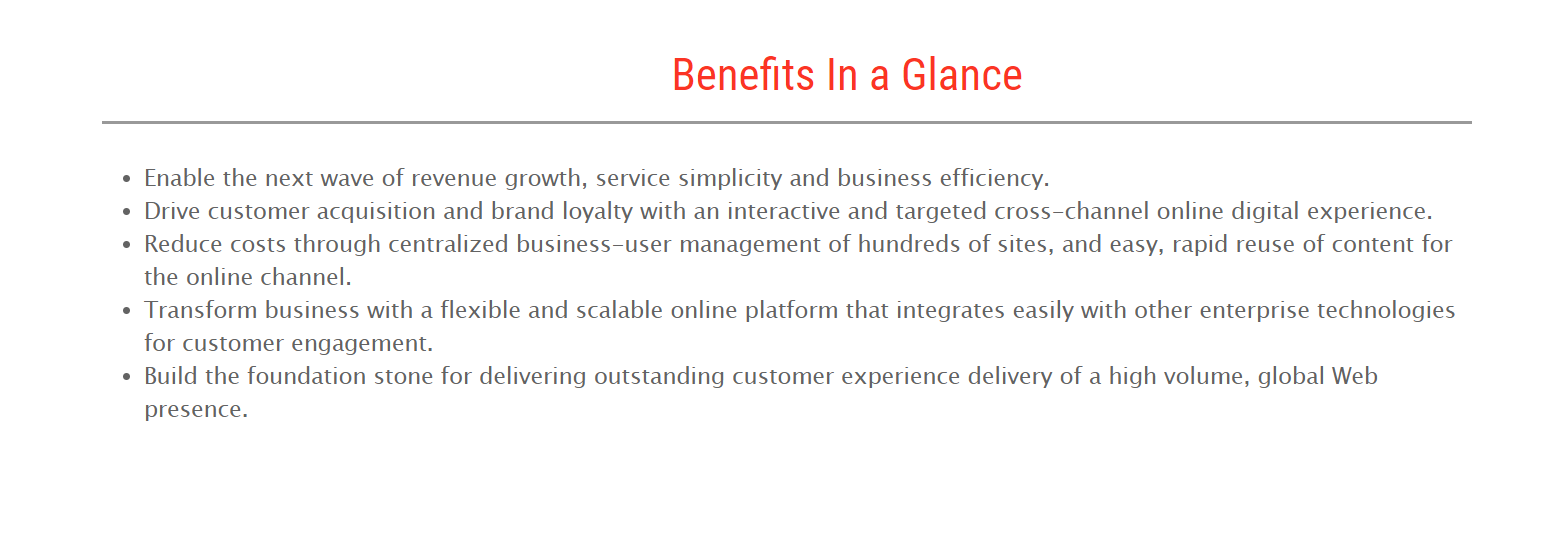 Benefits In a Glance
• Enable the next wave of revenue growth, service simplicity and business efficiency.
• Drive customer acquisition and brand loyalty with an interactive and targeted cross-channel online digital experience.
• Reduce costs through centralized business-user management of hundreds of sites, and easy, rapid reuse of content for
the online channel.
• Transform business with a flexible and scalable online platform that integrates easily with other enterprise technologies
for customer engagement.
• Build the foundation stone for delivering outstanding customer experience delivery of a high volume, global Web
presence.